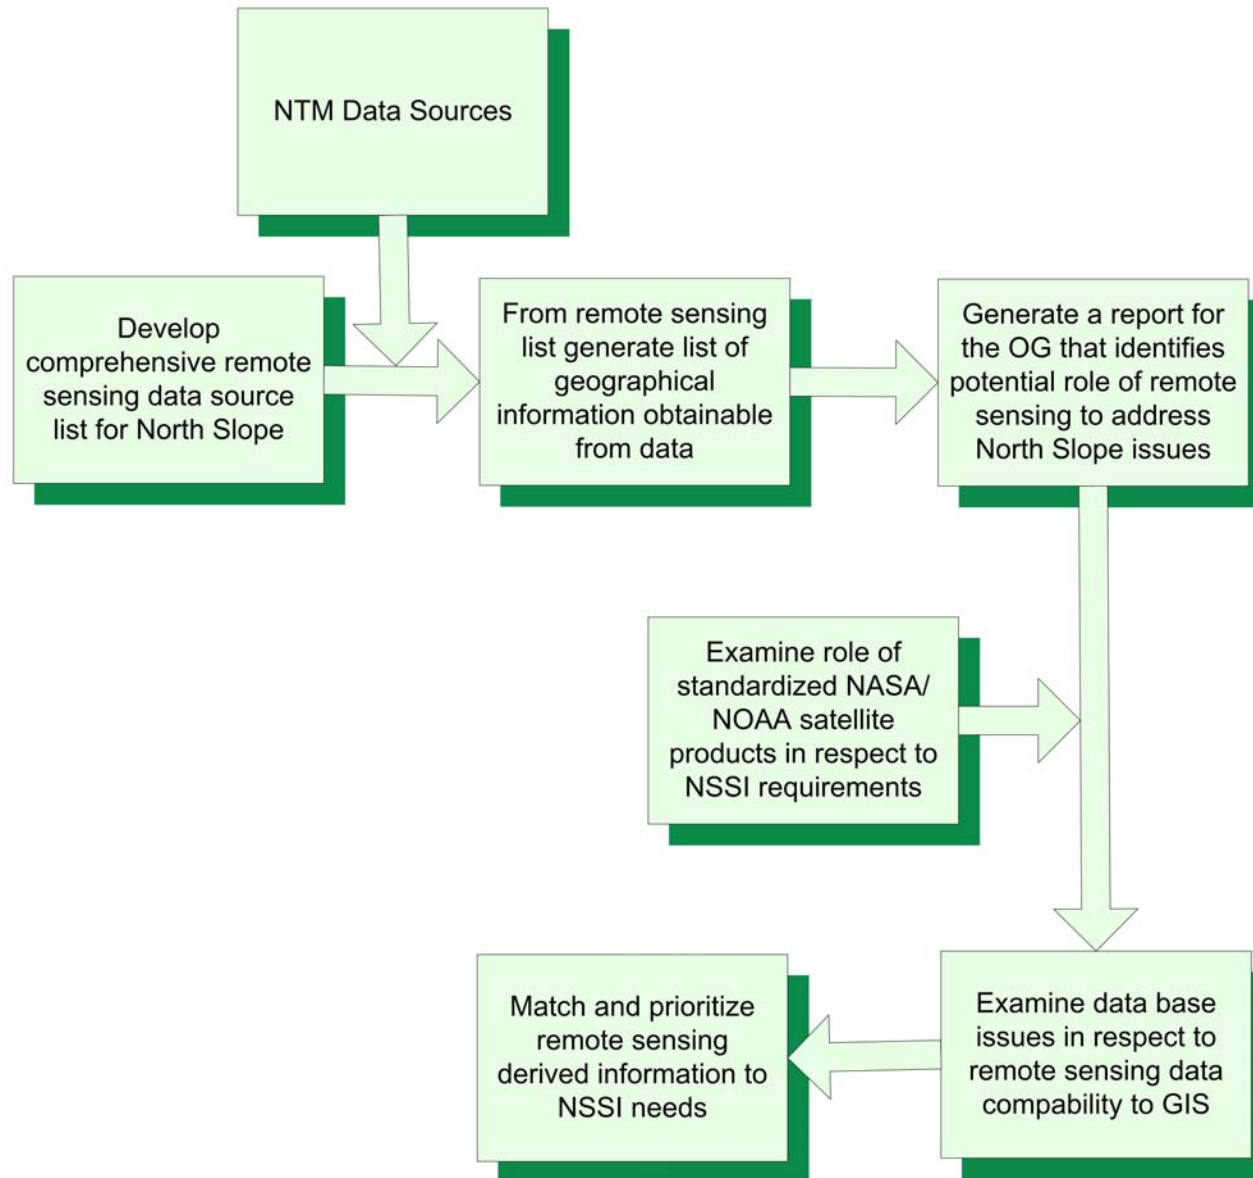 NTM Data Sources
Develop
comprehensive remote
sensing data source
list for North Slope
From remote sensing
list generate list of
geographical
information obtainable
from data
Generate a report for
the OG that identifies
potential role of remote
sensing to address
North Slope issues
Examine role of
standardized NASA/
NOAA satellite
products in respect to
NSSI requirements
Examine data base
issues in respect to
remote sensing data
compability to GIS
Match and prioritize
remote sensing
derived information to
NSSI needs